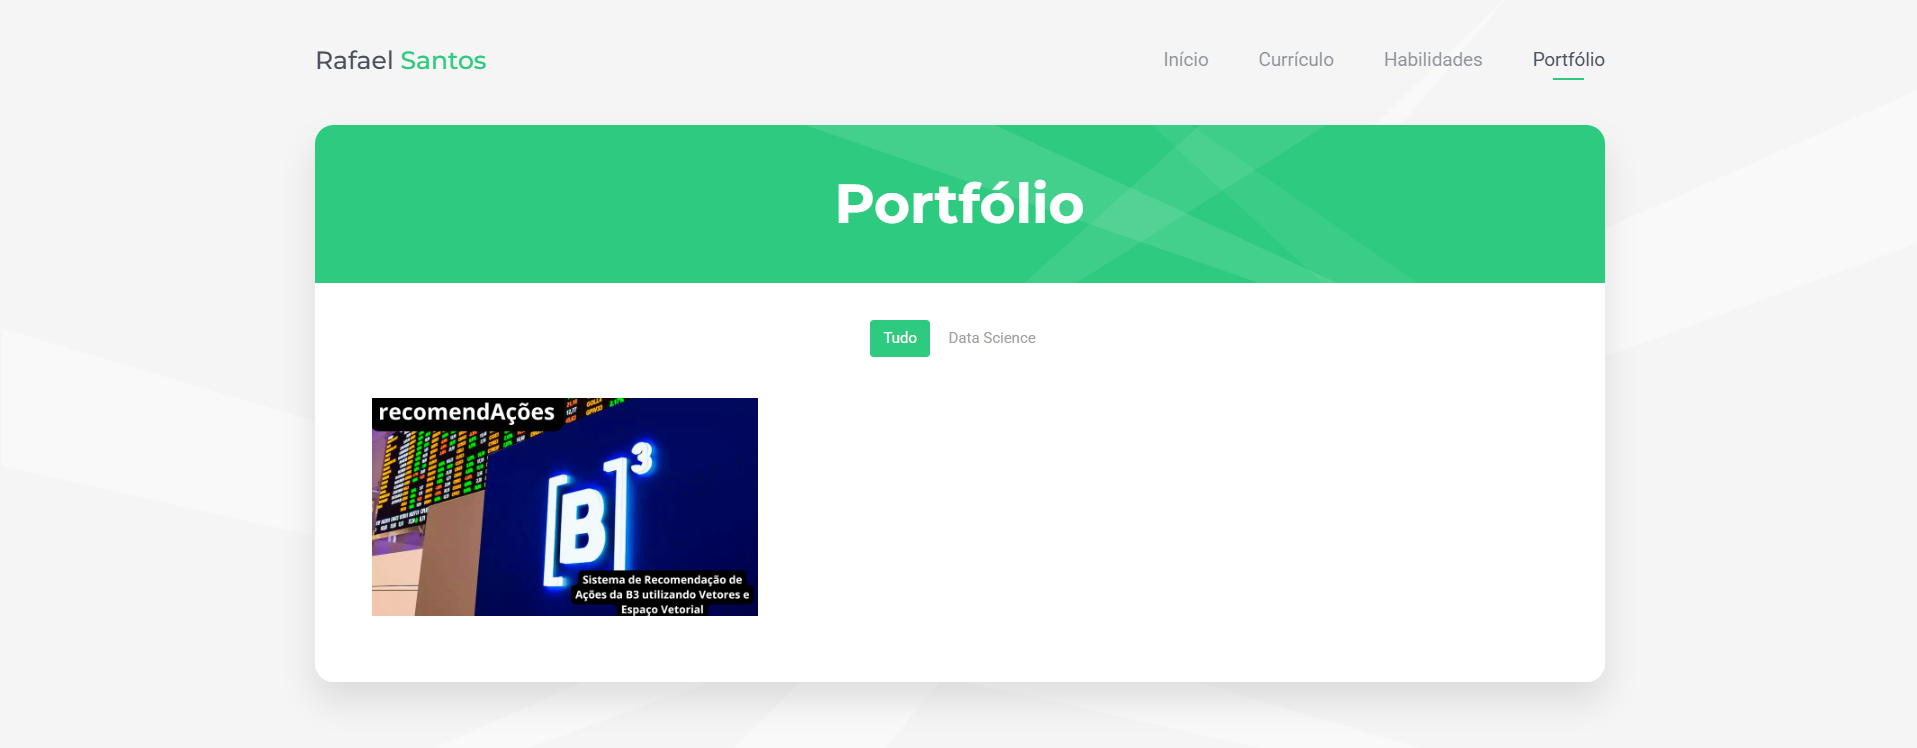 Rafael Santos
Início
Currículo
Habilidades
Portfólio
Portfólio
Tudo
Data Science
recomendAções
[B]³
Sistema de Recomendação de
Ações da B3 utilizando Vetores e
Espaço Vetorial